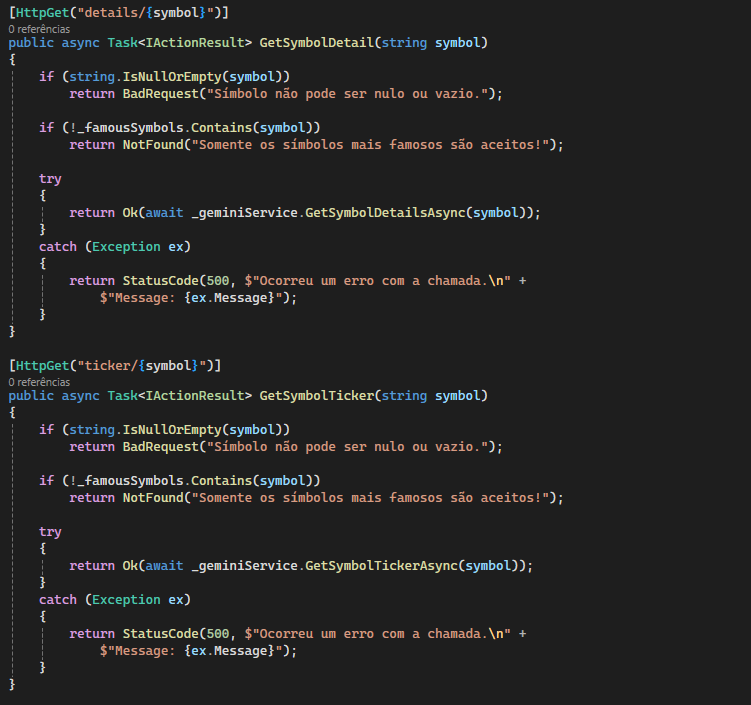 [HttpGet("details/{symbol}")]
0 referências
public async Task<IActionResult> GetSymbolDetail(string symbol)
{
if (string.IsNullOrEmpty(symbol))
return BadRequest("Símbolo não pode ser nulo ou vazio.");
if (!_famousSymbols.Contains(symbol))
return NotFound("Somente os símbolos mais famosos são aceitos!");
try
{
return Ok(await _geminiService.GetSymbolDetailsAsync(symbol));
}
catch (Exception ex)
{
return StatusCode(500, $"Ocorreu um erro com a chamada.\n" +
$"Message: {ex.Message}");
}
}
[HttpGet("ticker/{symbol}")]
0 referências
public async Task<IActionResult> GetSymbolTicker(string symbol)
{
if (string.IsNullOrEmpty(symbol))
return BadRequest("Símbolo não pode ser nulo ou vazio.");
if (!_famousSymbols.Contains(symbol))
return NotFound("Somente os símbolos mais famosos são aceitos!");
try
{
return Ok(await _geminiService.GetSymbolTickerAsync(symbol));
}
catch (Exception ex)
{
return StatusCode(500, $"Ocorreu um erro com a chamada.\n" +
$"Message: {ex.Message}");
}
}